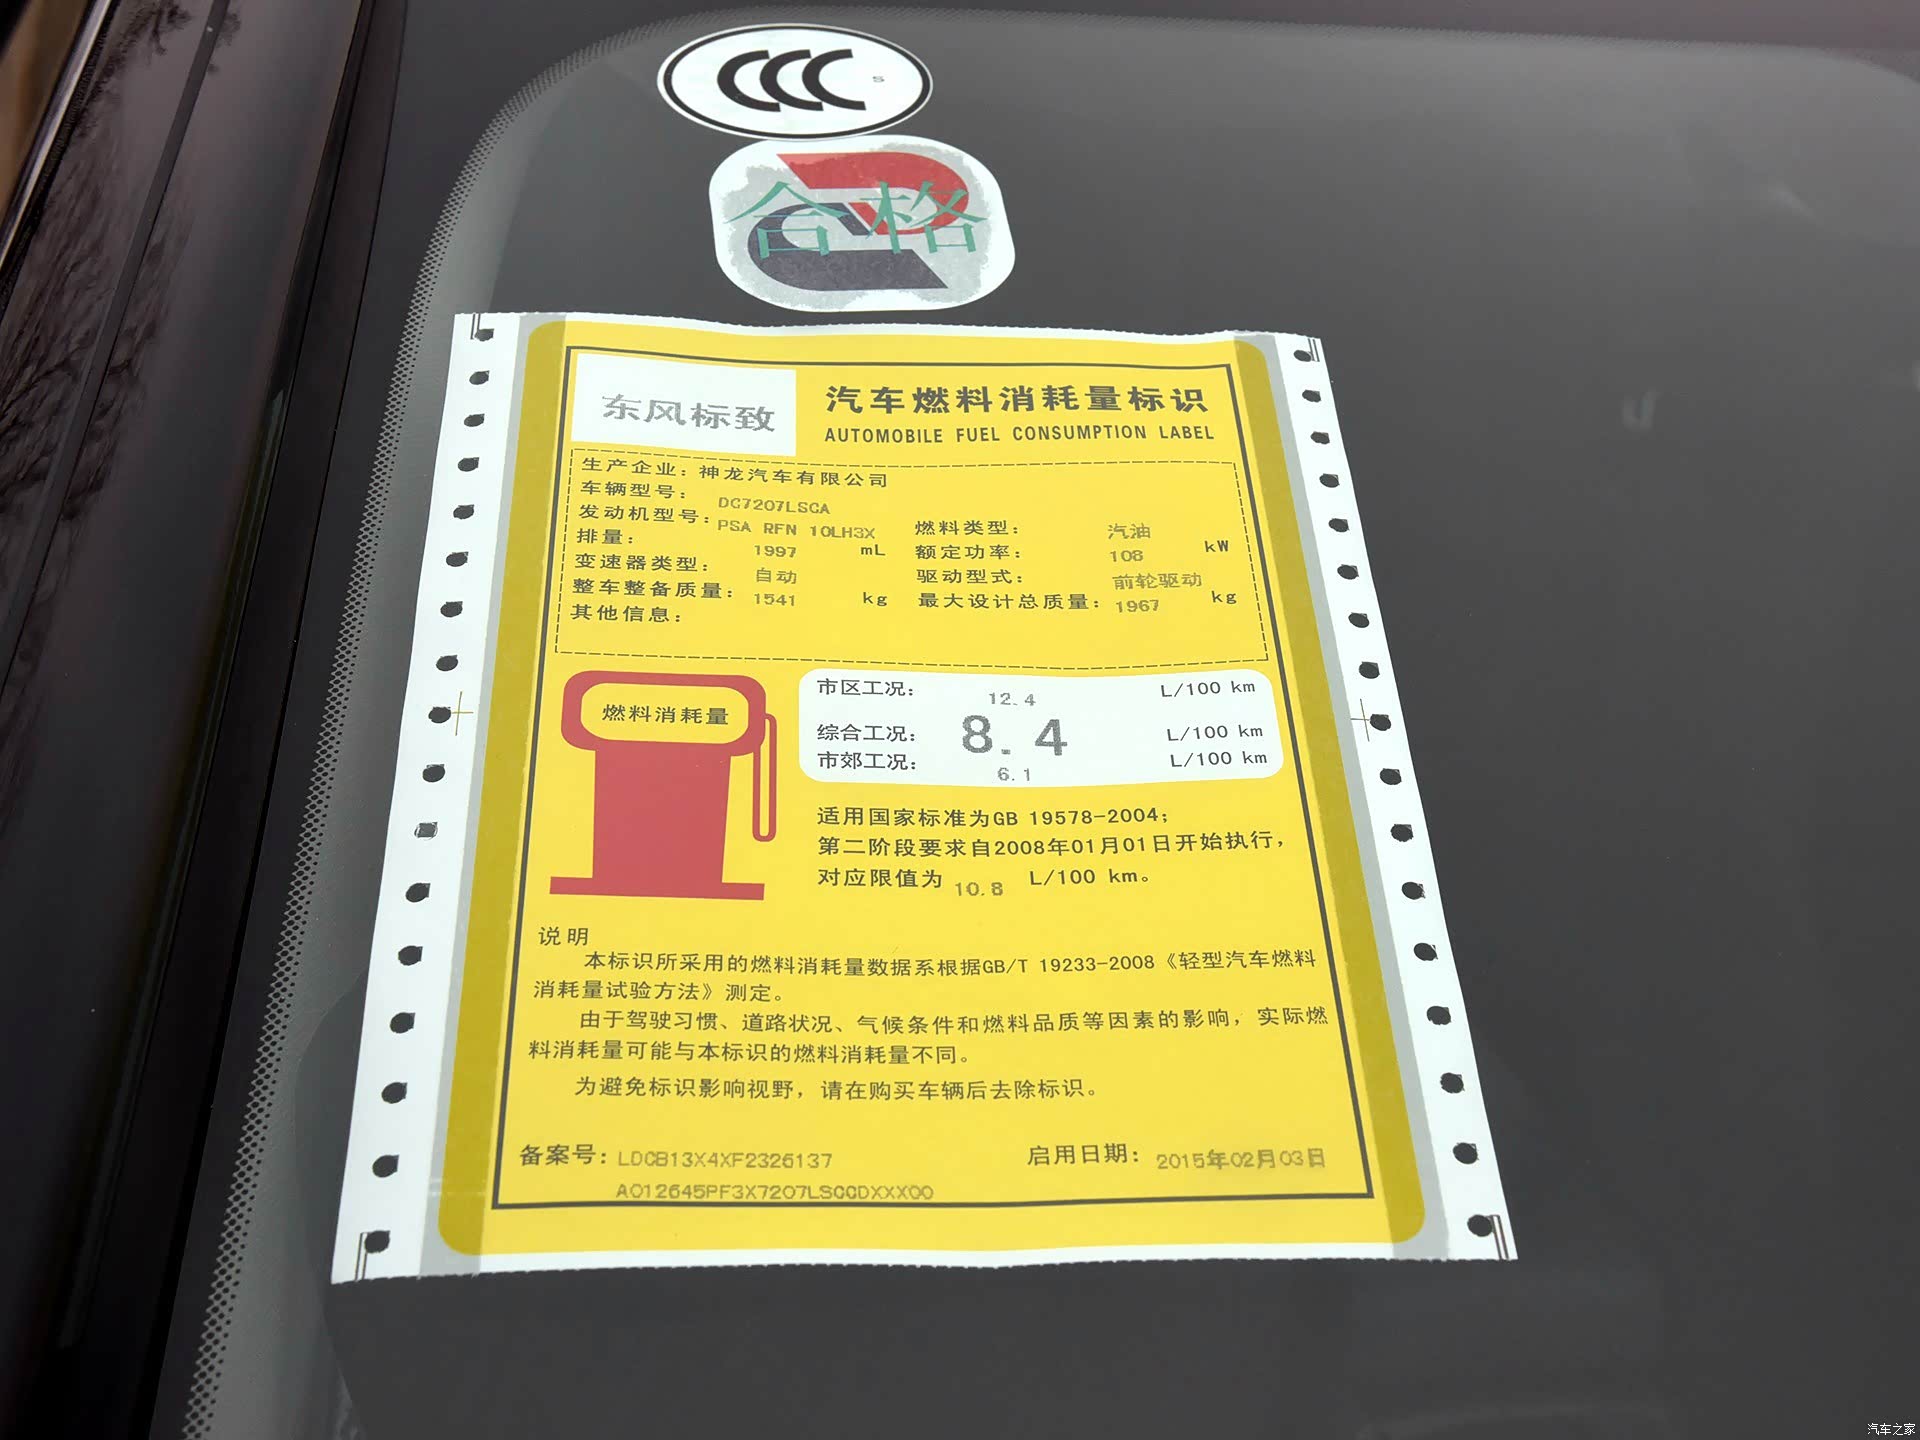 CCC S
合格
东风标致
汽车燃料消耗量标识
AUTOMOBILE FUEL CONSUMPTION LABEL
生产企业：神龙汽车有限公司
车辆型号： DC7207LSCA
发动机型号：PSA RFN 10LH3X 燃料类型： 汽油
排量： 1997 mL 额定功率： 108 kW
变速器类型： 自动 驱动型式： 前轮驱动
整车整备质量： 1541 kg 最大设计总质量： 1967 kg
其他信息：
燃料消耗量
市区工况： 12.4 L/100 km
综合工况： 8.4 L/100 km
市郊工况： 6.1 L/100 km
适用国家标准为GB 19578-2004；
第二阶段要求自2008年01月01日开始执行，
对应限值为 10.8 L/100 km。
说明
本标识所采用的燃料消耗量数据系根据GB/T 19233-2008《轻型汽车燃料
消耗量试验方法》测定。
由于驾驶习惯、道路状况、气候条件和燃料品质等因素的影响，实际燃
料消耗量可能与本标识的燃料消耗量不同。
为避免标识影响视野，请在购买车辆后去除标识。
备案号：LDCB13X4XF2326137 启用日期： 2015年02月03日
A012645PF3X7207LSCCDXXX00
汽车之家